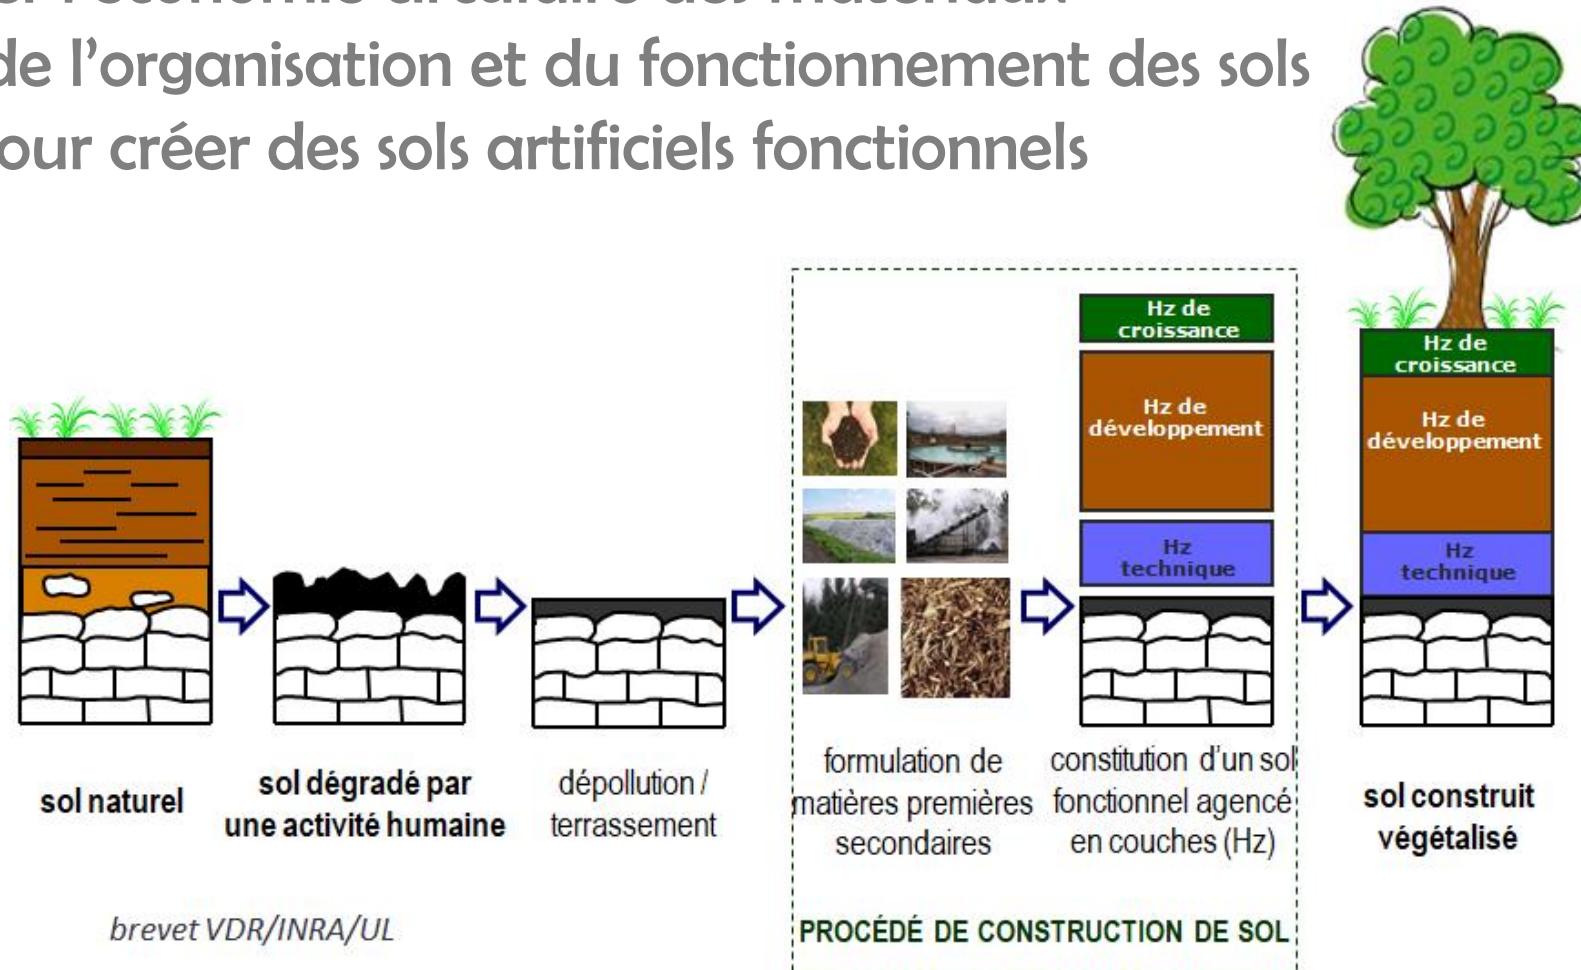 de l'organisation et du fonctionnement des sols
our créer des sols artificiels fonctionnels
Hz de
croissance
Hz de
développement
Hz
technique
Hz de
croissance
Hz de
développement
Hz
technique
sol naturel
sol dégradé par
une activité humaine
dépollution /
terrassement
formulation de
matières premières
secondaires
constitution d'un sol
fonctionnel agencé
en couches (Hz)
sol construit
végétalisé
brevet VDR/INRA/UL
PROCÉDÉ DE CONSTRUCTION DE SOL